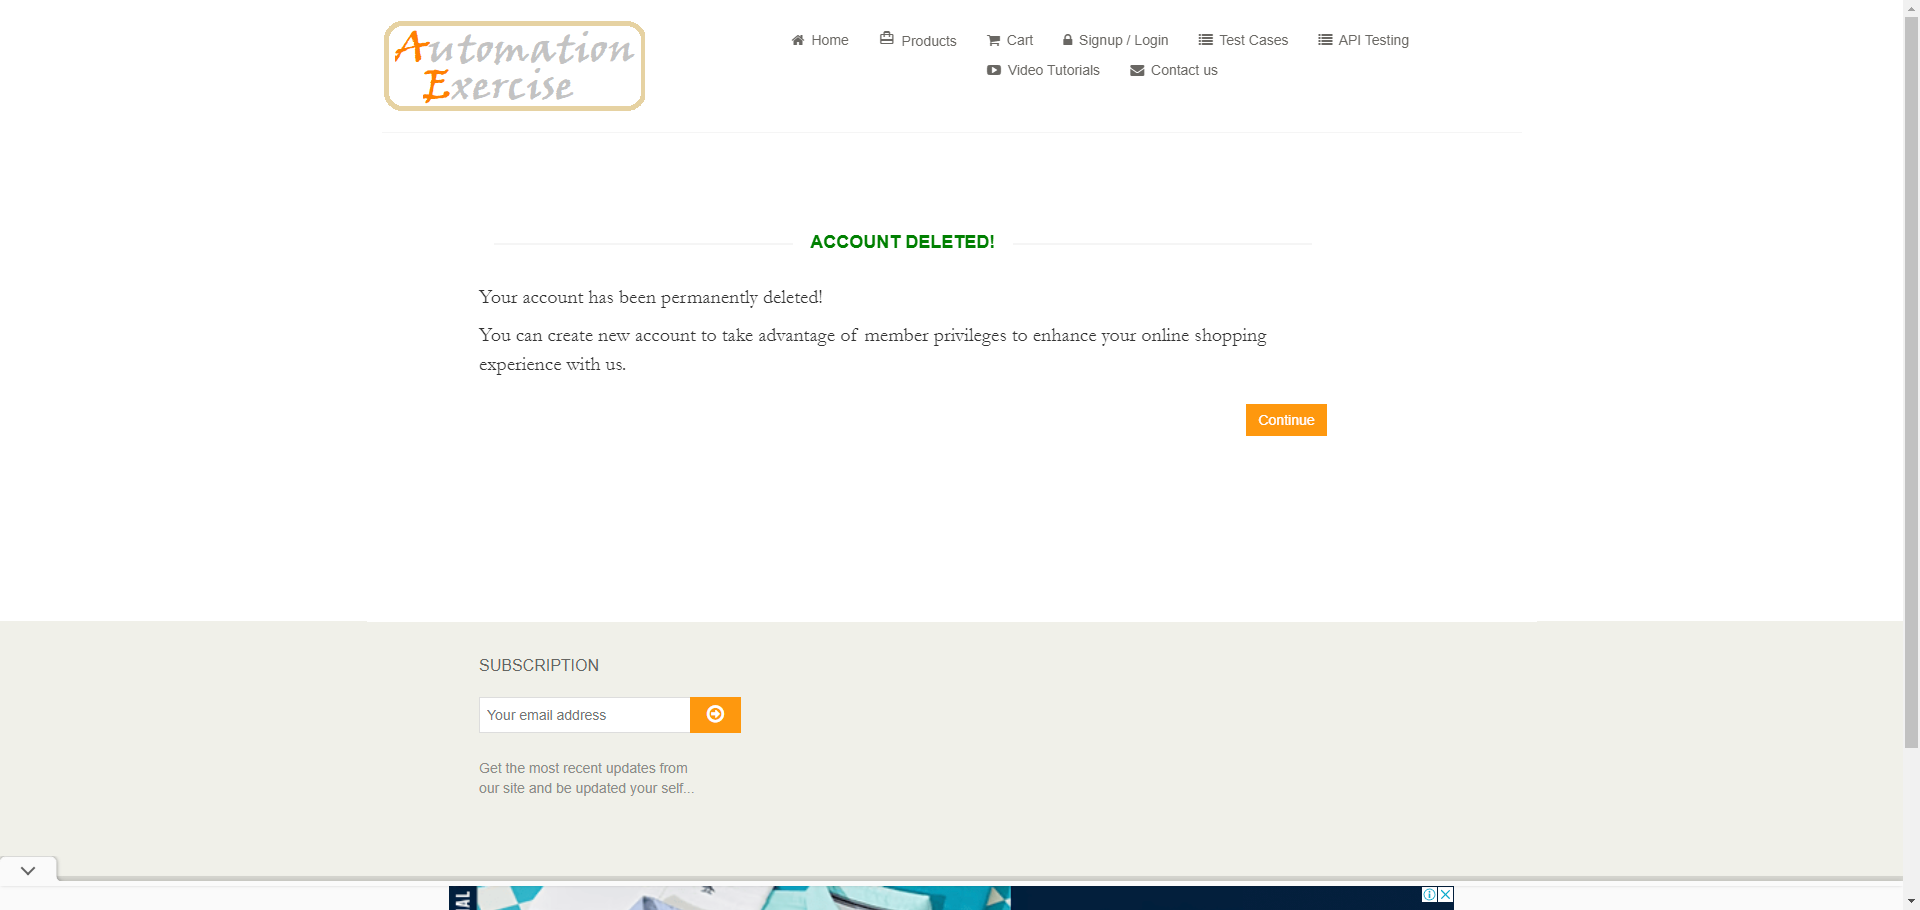 Automation
Exercise
Home
Products
Cart
Signup / Login
Test Cases
API Testing
Video Tutorials
Contact us
ACCOUNT DELETED!
Your account has been permanently deleted!
You can create new account to take advantage of member privileges to enhance your online shopping
experience with us.
Continue
SUBSCRIPTION
Your email address
Get the most recent updates from
our site and be updated your self...